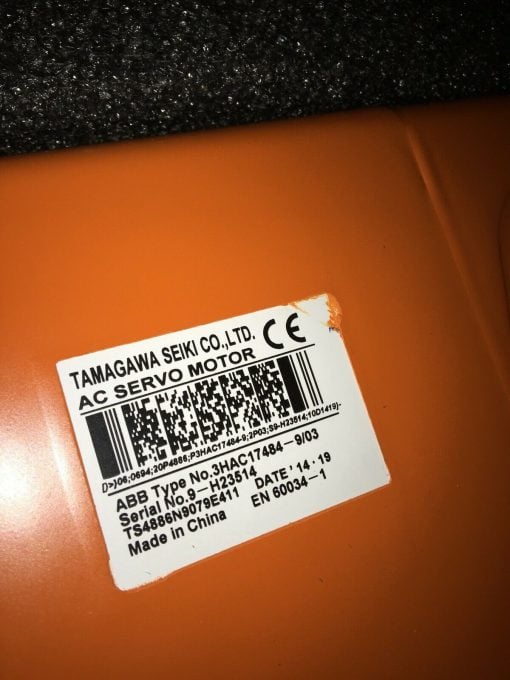 TAMAGAWA SEIKI CO.,LTD. CE
AC SERVO MOTOR
[)>}06;0694;20P4886;P3HAC17484-9;2P03;S9-H23514;10D1419}-
ABB Type No.3HAC17484-9/03
Serial No.9-H23514 DATE '14・19
TS4886N9079E411 EN 60034-1
Made in China